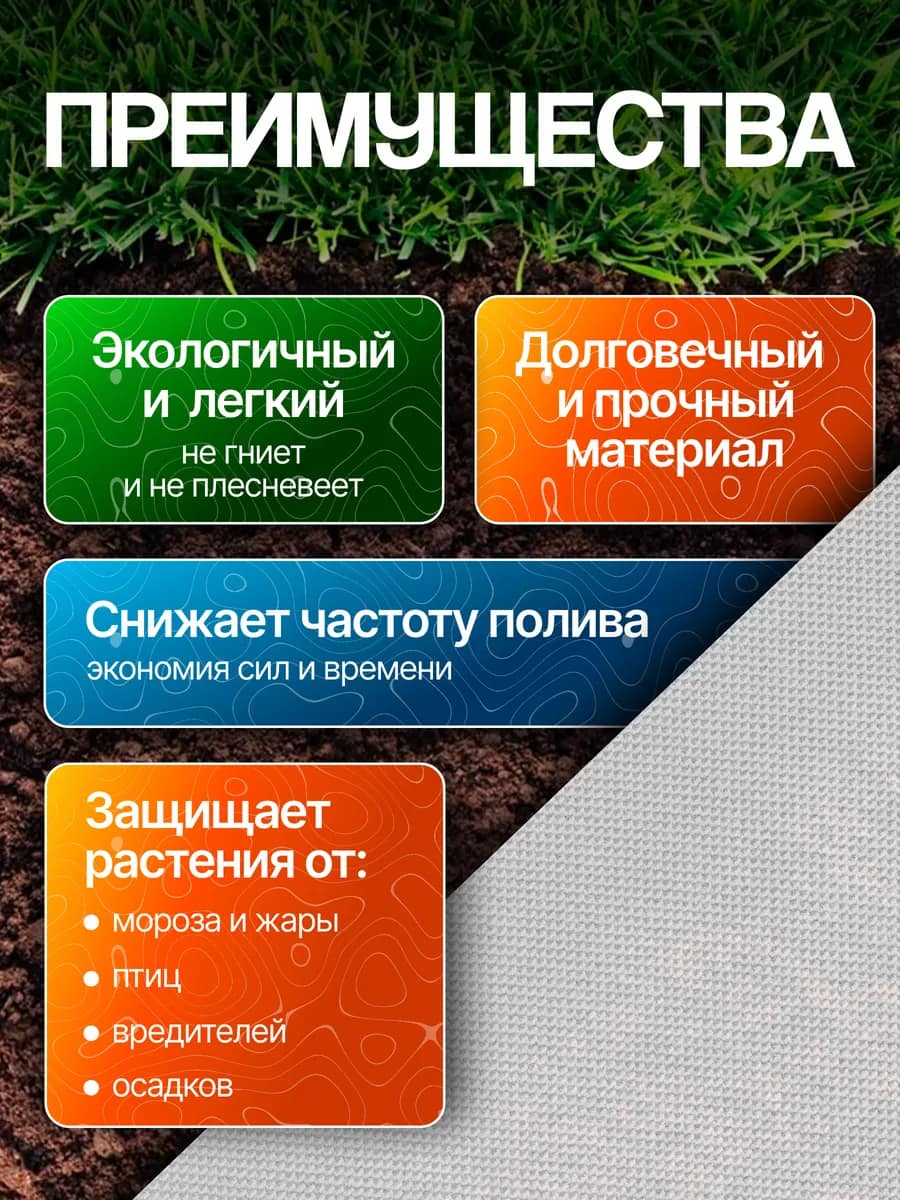 ПРЕИМУЩЕСТВА
Экологичный
и легкий
не гниет
и не плесневеет
Долговечный
и прочный
материал
Снижает частоту полива
экономия сил и времени
Защищает
растения от:
• мороза и жары
• птиц
• вредителей
• осадков